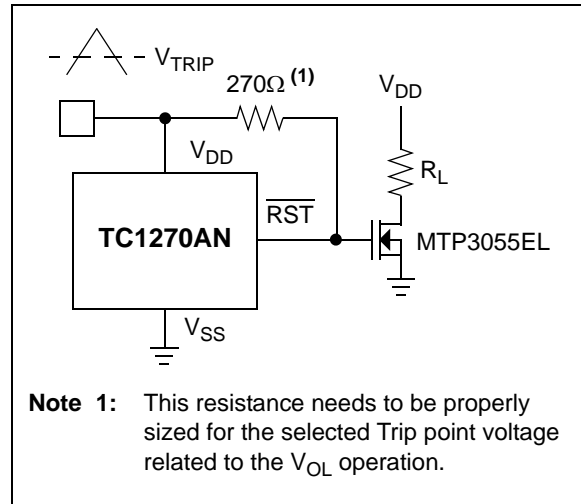 V_TRIP
270Ω (1)
V_DD
V_DD
R_L
RST
TC1270AN
MTP3055EL
V_SS
Note 1: This resistance needs to be properly
sized for the selected Trip point voltage
related to the V_OL operation.